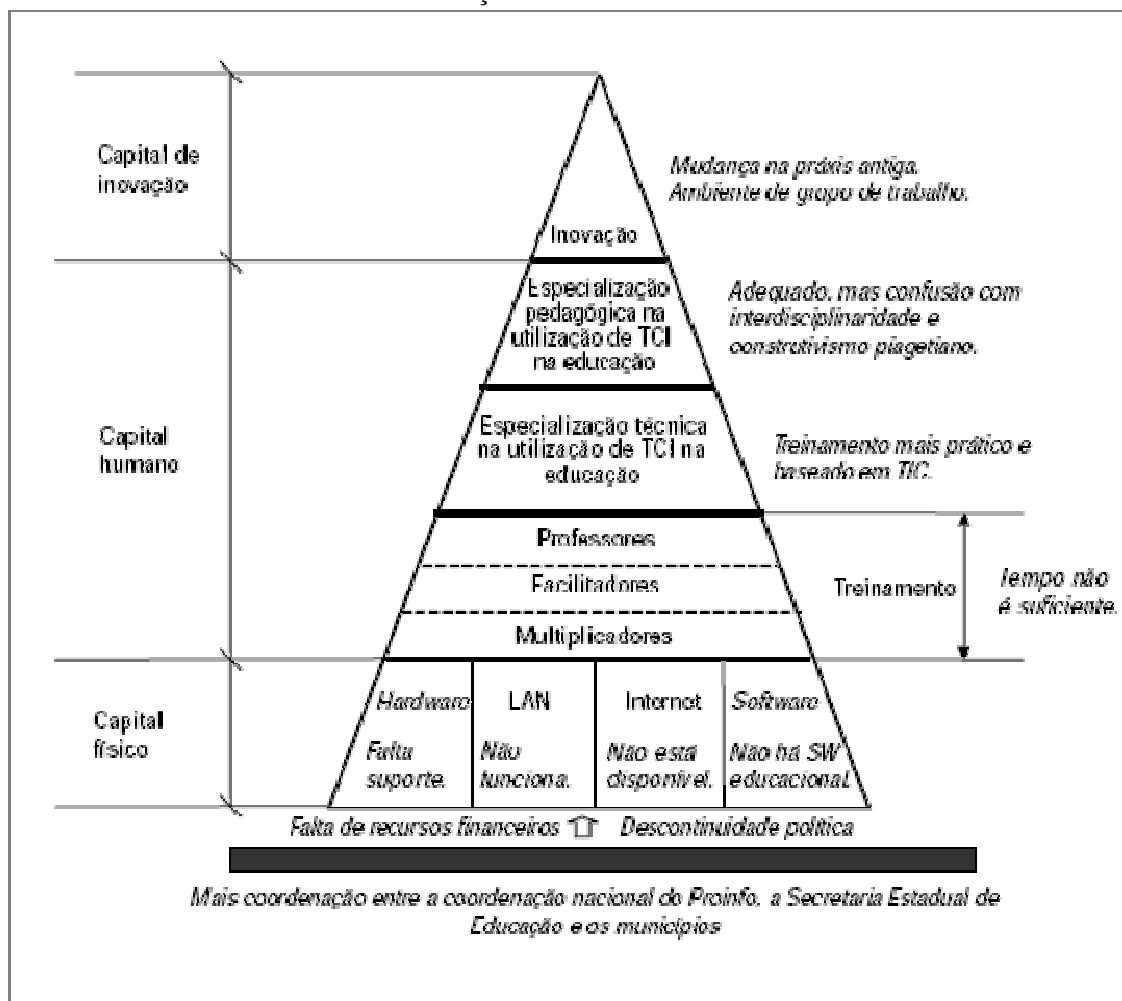 Capital de
inovação
Mudança na práxis antiga.
Ambiente de grupo de trabalho.
Inovação
Especialização
pedagógica na
utilização de TCI
na educação
Adequado, mas confusão com
interdisciplinaridade e
construtivismo piagetiano.
Capital
humano
Especialização técnica
na utilização de TCI na
educação
Treinamento mais prático e
baseado em TIC.
Professores
Facilitadores
Multiplicadores
Treinamento
Tempo não
é suficiente.
Capital
físico
Hardware LAN Internet Software
Falta Não Não está Não há SW
suporte. funciona. disponível. educacional.
Falta de recursos financeiros Descontinuidade política
Mais coordenação entre a coordenação nacional do Proinfo, a Secretaria Estadual de
Educação e os municípios